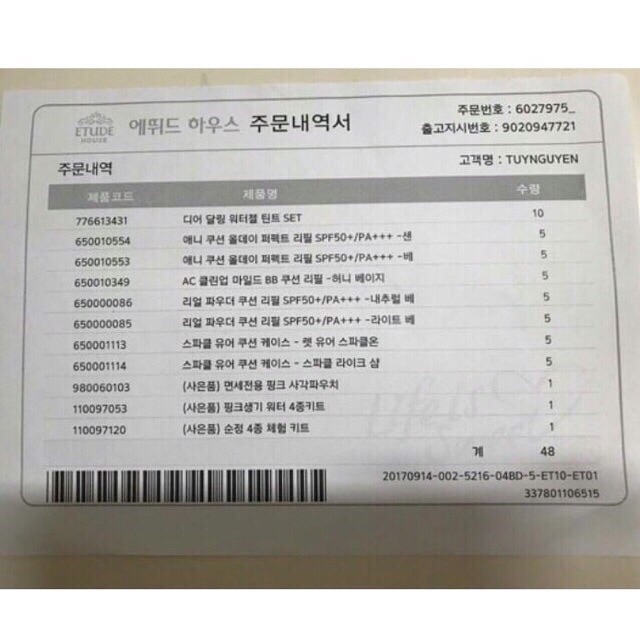 ETUDE
HOUSE
에뛰드 하우스 주문내역서
주문번호 : 6027975_
출고지시번호 : 9020947721
주문내역
고객명 : TUYNGUYEN
제품코드 제품명 수량
776613431 디어 달링 워터젤 틴트 SET 10
650010554 애니 쿠션 올데이 퍼펙트 리필 SPF50+/PA+++ -샌 5
650010553 애니 쿠션 올데이 퍼펙트 리필 SPF50+/PA+++ -베 5
650010349 AC 클린업 마일드 BB 쿠션 리필 -허니 베이지 5
650000086 리얼 파우더 쿠션 리필 SPF50+/PA+++ -내추럴 베 5
650000085 리얼 파우더 쿠션 리필 SPF50+/PA+++ -라이트 베 5
650001113 스파클 유어 쿠션 케이스 - 렛 유어 스파클온 5
650001114 스파클 유어 쿠션 케이스 - 스파클 라이크 샴 5
980060103 (사은품) 면세전용 핑크 사각파우치 1
110097053 (사은품) 핑크생기 워터 4종키트 1
110097120 (사은품) 순정 4종 체험 키트 1
계 48
20170914-002-5216-04BD-5-ET10-ET01
337801106515